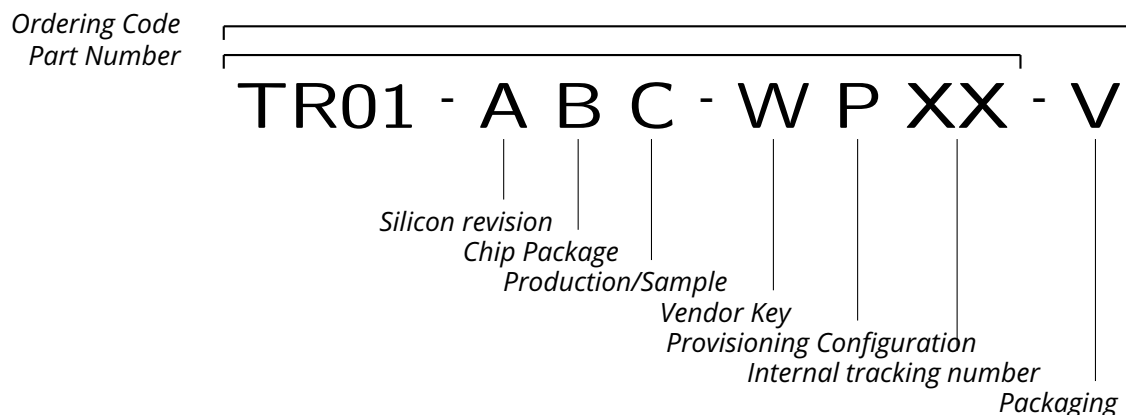 Ordering Code
Part Number
TR01 - A B C - W P XX - V
Silicon revision
Chip Package
Production/Sample
Vendor Key
Provisioning Configuration
Internal tracking number
Packaging